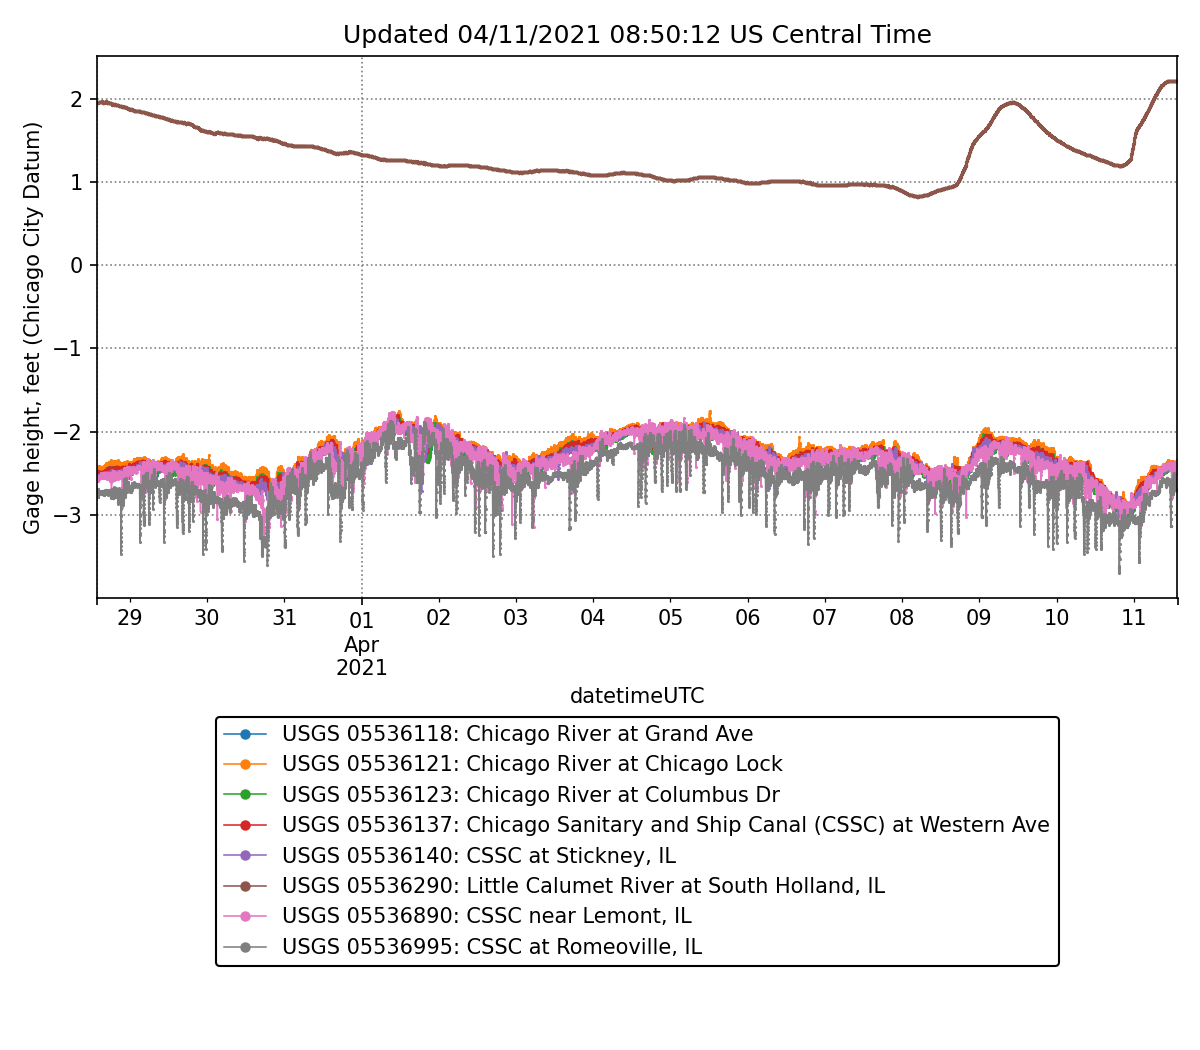 Updated 04/11/2021 08:50:12 US Central Time
Gage height, feet (Chicago City Datum)
2
1
0
−1
−2
−3
29 30 31 01 02 03 04 05 06 07 08 09 10 11
Apr
2021
datetimeUTC
USGS 05536118: Chicago River at Grand Ave
USGS 05536121: Chicago River at Chicago Lock
USGS 05536123: Chicago River at Columbus Dr
USGS 05536137: Chicago Sanitary and Ship Canal (CSSC) at Western Ave
USGS 05536140: CSSC at Stickney, IL
USGS 05536290: Little Calumet River at South Holland, IL
USGS 05536890: CSSC near Lemont, IL
USGS 05536995: CSSC at Romeoville, IL